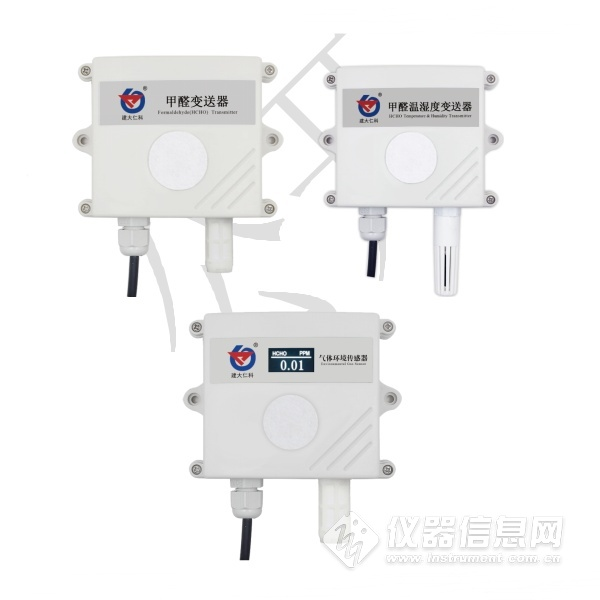 ®
甲醛变送器
Formaldehyde(HCHO) Transmitter
建大仁科
®
甲醛温湿度变送器
HCHO Temperature & Humidity Transmitter
建大仁科
®
HCHO PPM
0.01
气体环境传感器
Environmental Gas Sensor
建大仁科
仪器信息网
www.instrument.com.cn